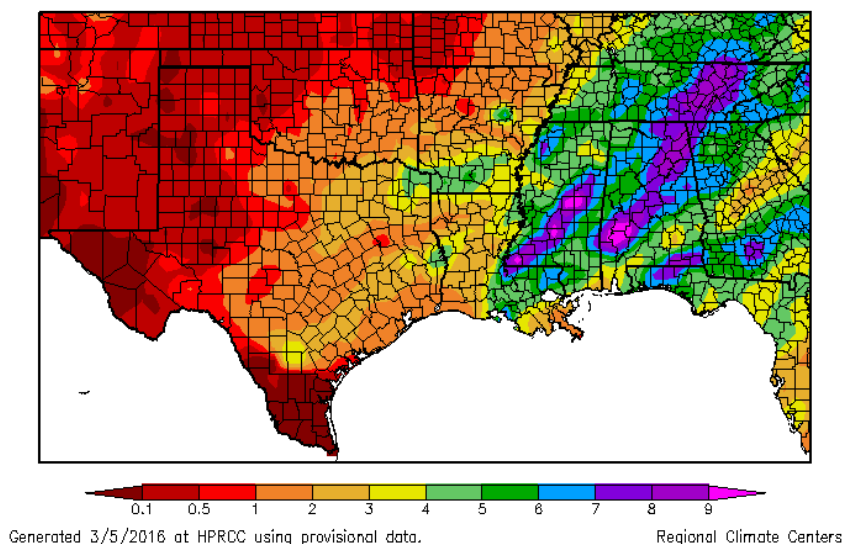 0.1 0.5 1 2 3 4 5 6 7 8 9
Generated 3/5/2016 at HPRCC using provisional data. Regional Climate Centers